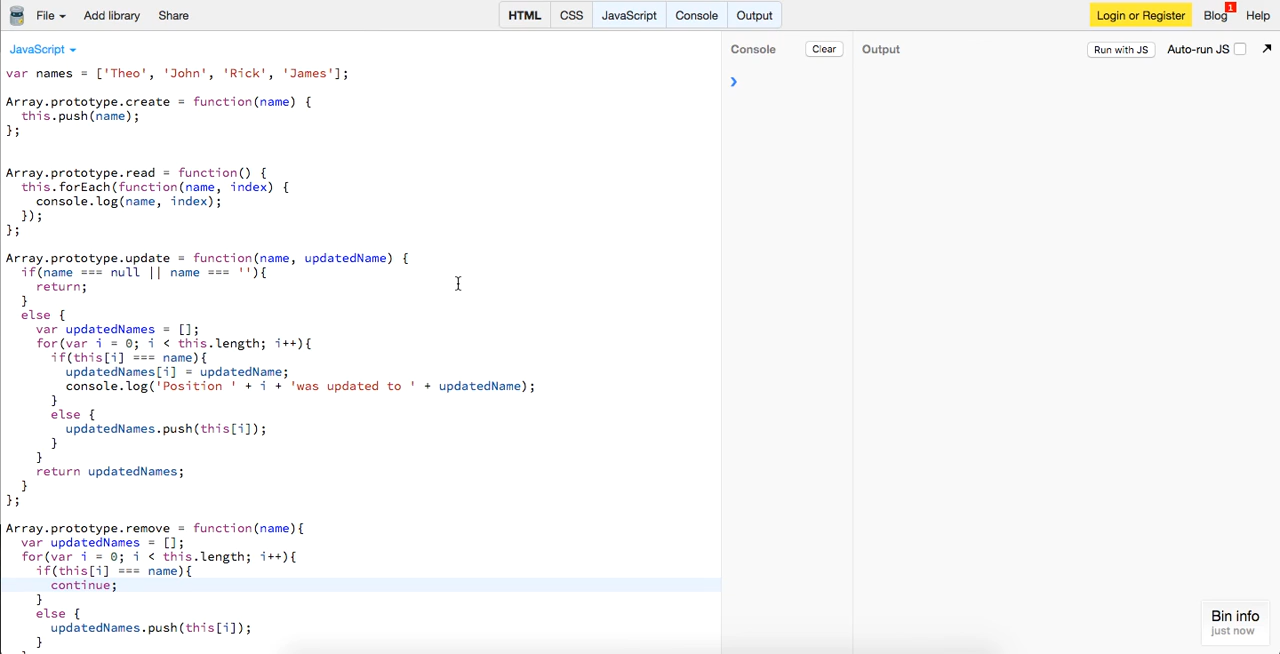 File Add library Share HTML CSS JavaScript Console Output Login or Register Blog 1 Help
JavaScript
Console Clear Output Run with JS Auto-run JS
var names = ['Theo', 'John', 'Rick', 'James'];
Array.prototype.create = function(name) {
this.push(name);
};
Array.prototype.read = function() {
this.forEach(function(name, index) {
console.log(name, index);
});
};
Array.prototype.update = function(name, updatedName) {
if(name === null || name === ''){
return;
}
else {
var updatedNames = [];
for(var i = 0; i < this.length; i++){
if(this[i] === name){
updatedNames[i] = updatedName;
console.log('Position ' + i + 'was updated to ' + updatedName);
}
else {
updatedNames.push(this[i]);
}
}
return updatedNames;
}
};
Array.prototype.remove = function(name){
var updatedNames = [];
for(var i = 0; i < this.length; i++){
if(this[i] === name){
continue;
}
else {
updatedNames.push(this[i]);
}
Bin info
just now